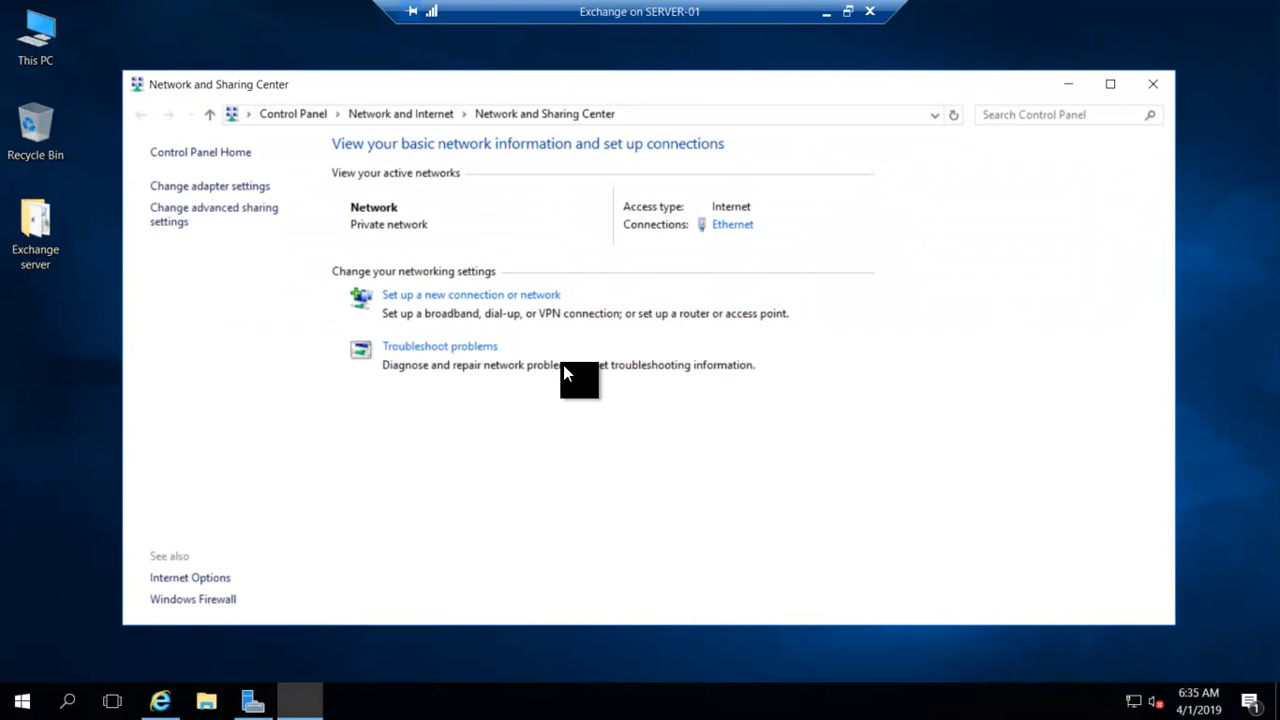 Exchange on SERVER-01
This PC
Recycle Bin
Exchange
server
Network and Sharing Center
Control Panel > Network and Internet > Network and Sharing Center
Search Control Panel
Control Panel Home
Change adapter settings
Change advanced sharing
settings
See also
Internet Options
Windows Firewall
View your basic network information and set up connections
View your active networks
Network
Private network
Access type: Internet
Connections: Ethernet
Change your networking settings
Set up a new connection or network
Set up a broadband, dial-up, or VPN connection; or set up a router or access point.
Troubleshoot problems
Diagnose and repair network troubleshooting information.
6:35 AM
4/1/2019
1